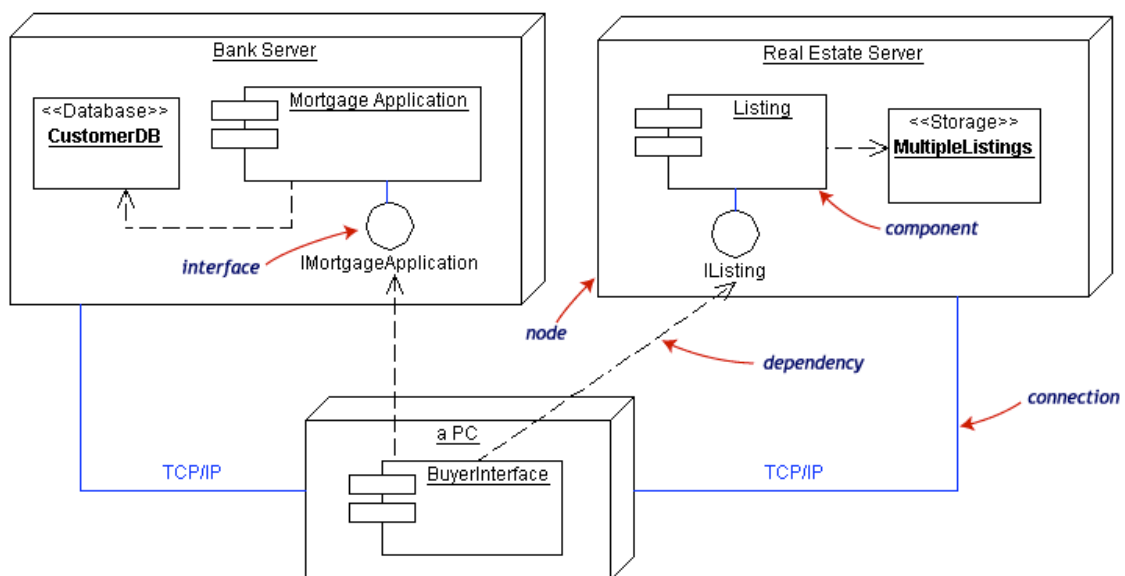 Bank Server
<<Database>>
CustomerDB
Mortgage Application
interface
IMortgageApplication
Real Estate Server
Listing
<<Storage>>
MultipleListings
component
IListing
node
dependency
connection
a PC
BuyerInterface
TCP/IP
TCP/IP